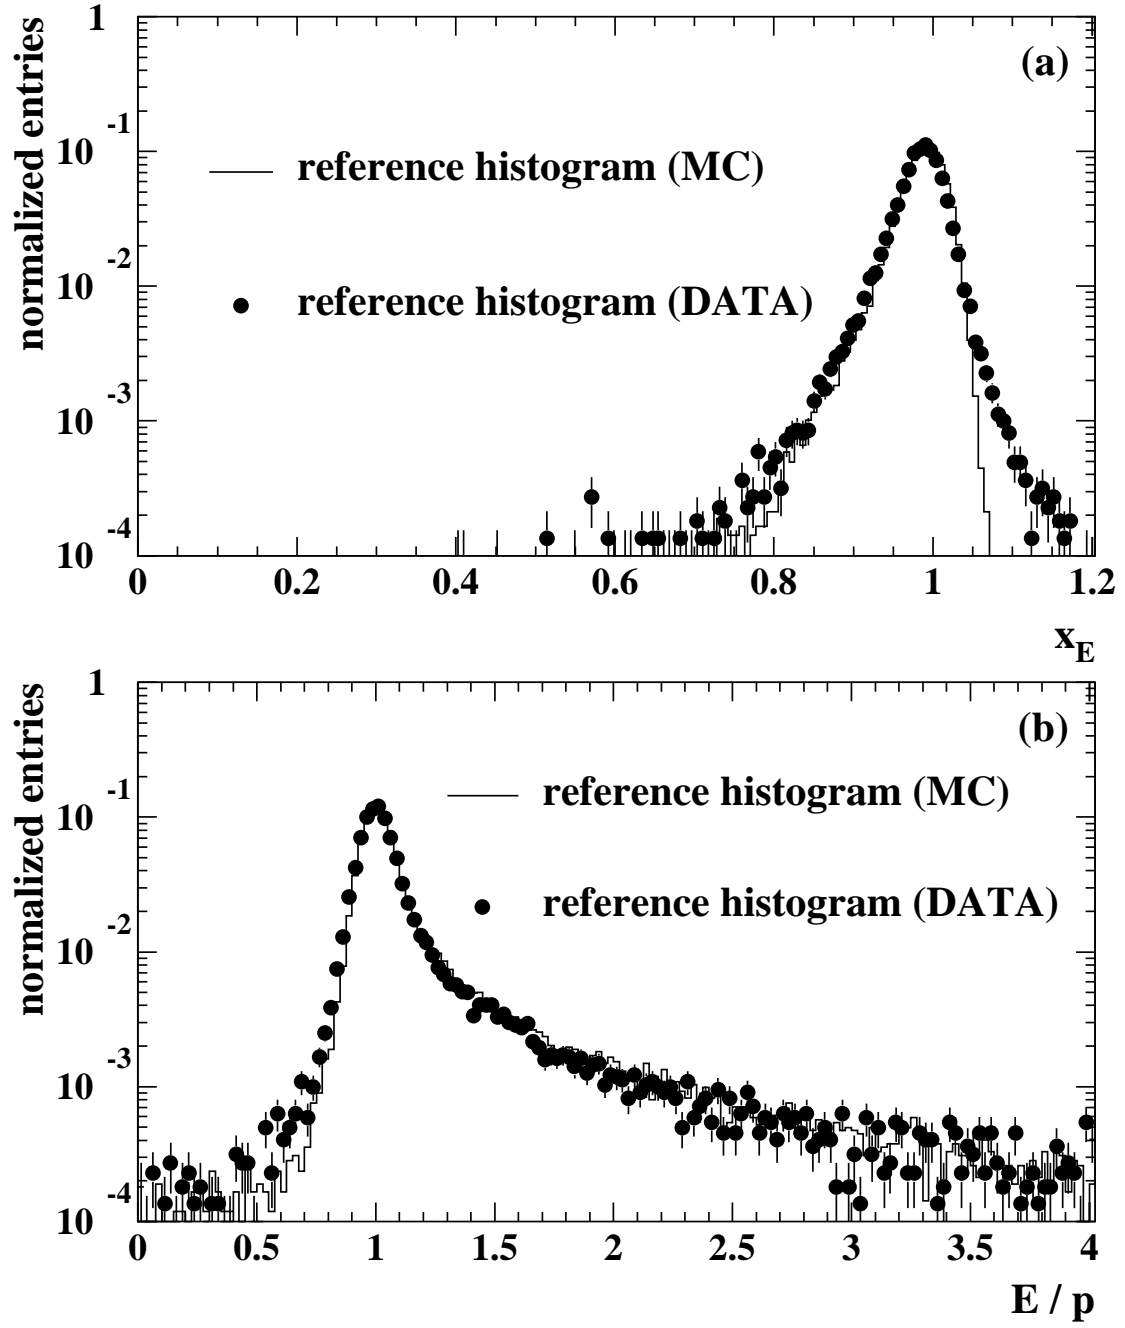 normalized entries
1
10^-1
10^-2
10^-3
10^-4
(a)
reference histogram (MC)
reference histogram (DATA)
0 0.2 0.4 0.6 0.8 1 1.2
x_E
normalized entries
1
10^-1
10^-2
10^-3
10^-4
(b)
reference histogram (MC)
reference histogram (DATA)
0 0.5 1 1.5 2 2.5 3 3.5 4
E / p